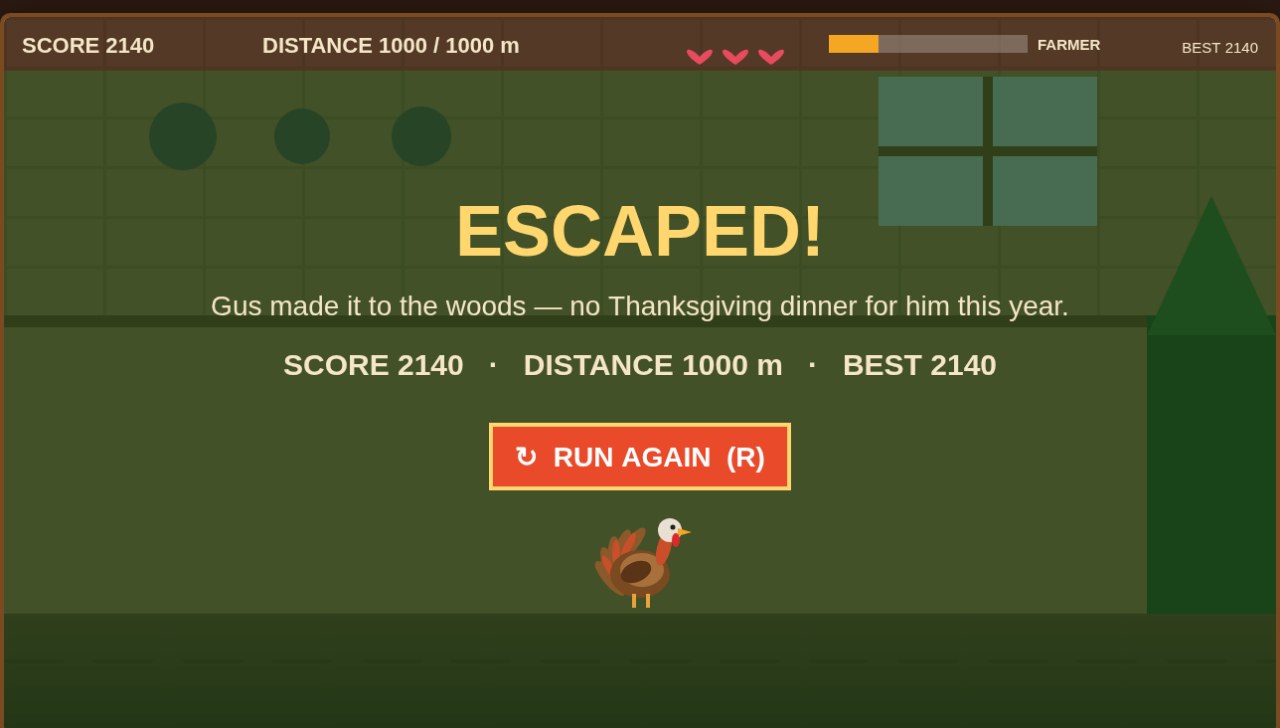 SCORE 2140 DISTANCE 1000 / 1000 m FARMER BEST 2140
ESCAPED!
Gus made it to the woods — no Thanksgiving dinner for him this year.
SCORE 2140 · DISTANCE 1000 m · BEST 2140
↻ RUN AGAIN (R)